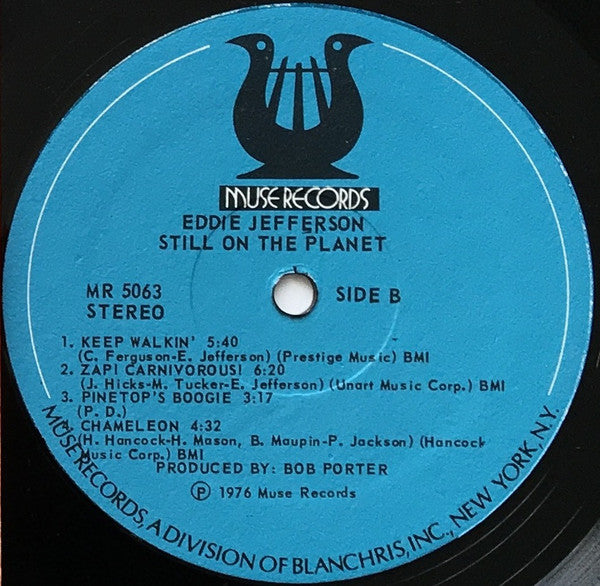 MUSE RECORDS
EDDIE JEFFERSON
STILL ON THE PLANET
MR 5063
STEREO
SIDE B
1. KEEP WALKIN' 5:40
(C. Ferguson-E. Jefferson) (Prestige Music) BMI
2. ZAP! CARNIVOROUS! 6:20
(J. Hicks-M. Tucker-E. Jefferson) (Unart Music Corp.) BMI
3. PINETOP'S BOOGIE 3:17
(P. D.)
CHAMELEON 4:32
(H. Hancock-H. Mason, B. Maupin-P. Jackson) (Hancock
Music Corp.) BMI
PRODUCED BY: BOB PORTER
Ⓟ 1976 Muse Records
MUSE RECORDS, A DIVISION OF BLANCHRIS, INC., NEW YORK, N.Y.